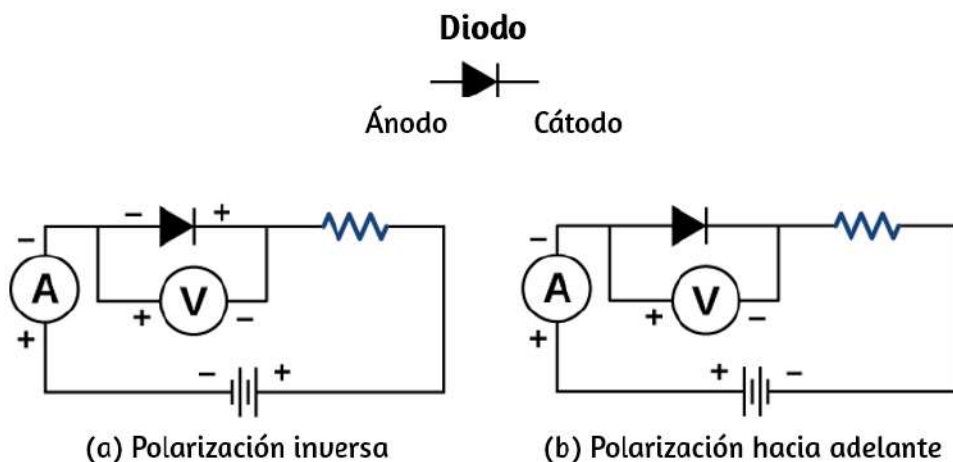 Diodo
Ánodo
Cátodo
− +
−
A
+
V
+ −
− +
−
A
+
V
+ −
+ −
(a) Polarización inversa
(b) Polarización hacia adelante